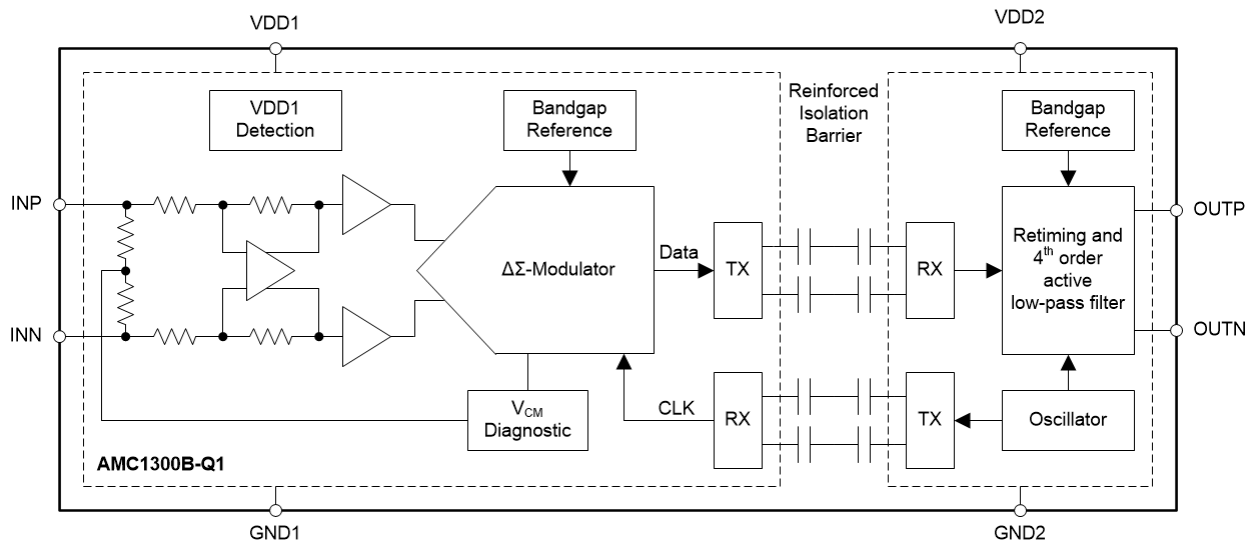 VDD1
VDD2
VDD1
Detection
Bandgap
Reference
Reinforced
Isolation
Barrier
Bandgap
Reference
INP
OUTP
ΔΣ-Modulator
Data
TX
RX
Retiming and
4th order
active
low-pass filter
INN
OUTN
VCM
Diagnostic
CLK
RX
TX
Oscillator
AMC1300B-Q1
GND1
GND2